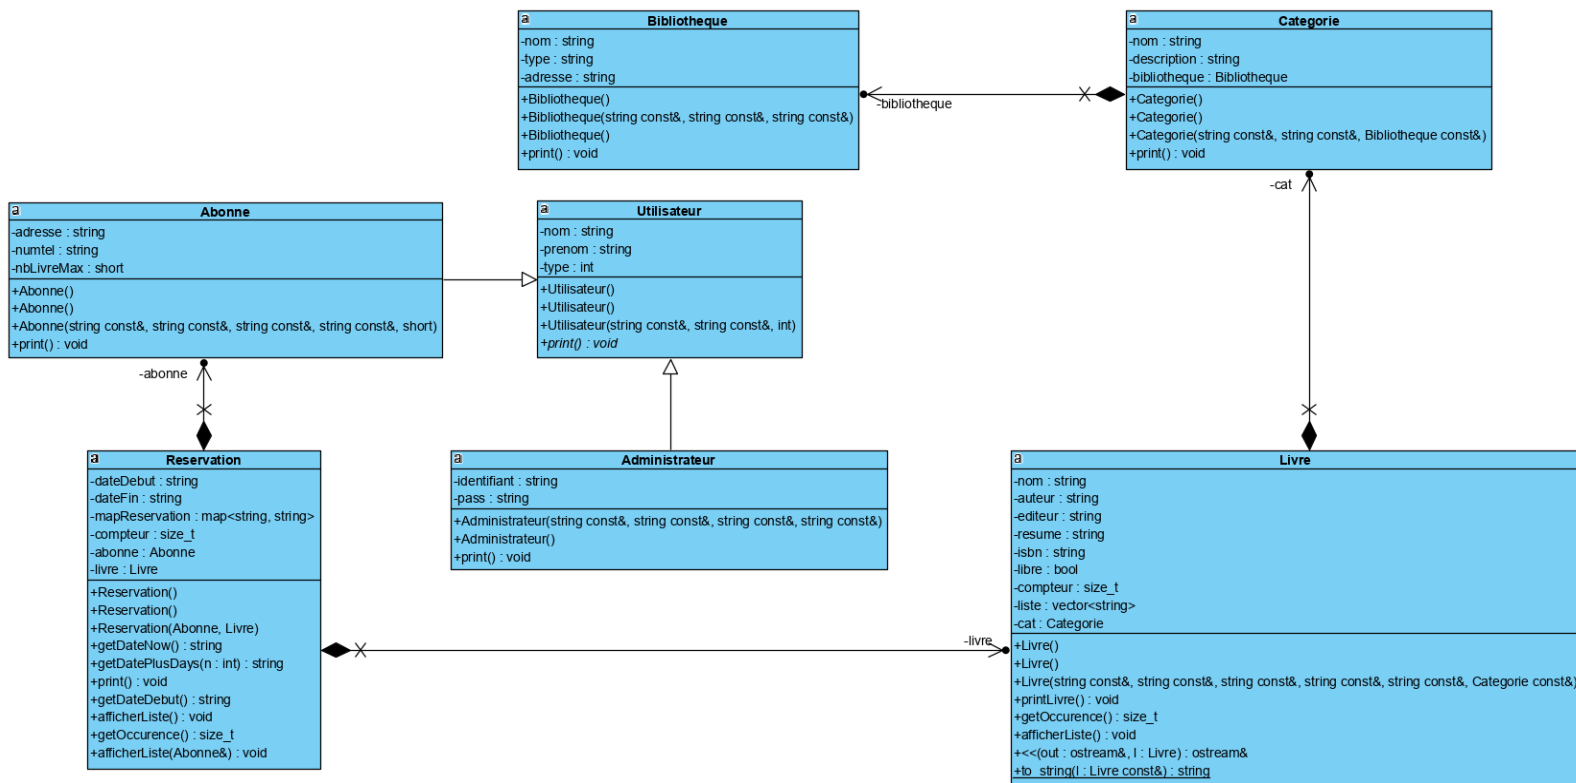 a
Bibliotheque
-nom : string
-type : string
-adresse : string
+Bibliotheque()
+Bibliotheque(string const&, string const&, string const&)
+Bibliotheque()
+print() : void
a
Categorie
-nom : string
-description : string
-bibliotheque : Bibliotheque
+Categorie()
+Categorie()
+Categorie(string const&, string const&, Bibliotheque const&)
+print() : void
-bibliotheque
-cat
a
Abonne
-adresse : string
-numtel : string
-nbLivreMax : short
+Abonne()
+Abonne()
+Abonne(string const&, string const&, string const&, string const&, short)
+print() : void
a
Utilisateur
-nom : string
-prenom : string
-type : int
+Utilisateur()
+Utilisateur()
+Utilisateur(string const&, string const&, int)
+print() : void
-abonne
a
Reservation
-dateDebut : string
-dateFin : string
-mapReservation : map<string, string>
-compteur : size_t
-abonne : Abonne
-livre : Livre
+Reservation()
+Reservation()
+Reservation(Abonne, Livre)
+getDateNow() : string
+getDatePlusDays(n : int) : string
+print() : void
+getDateDebut() : string
+afficherListe() : void
+getOccurence() : size_t
+afficherListe(Abonne&) : void
a
Administrateur
-identifiant : string
-pass : string
+Administrateur(string const&, string const&, string const&, string const&)
+Administrateur()
+print() : void
-livre
a
Livre
-nom : string
-auteur : string
-editeur : string
-resume : string
-isbn : string
-libre : bool
-compteur : size_t
-liste : vector<string>
-cat : Categorie
+Livre()
+Livre()
+Livre(string const&, string const&, string const&, string const&, string const&, Categorie const&)
+printLivre() : void
+getOccurence() : size_t
+afficherListe() : void
+<<(out : ostream&, l : Livre) : ostream&
+to_string(l : Livre const&) : string